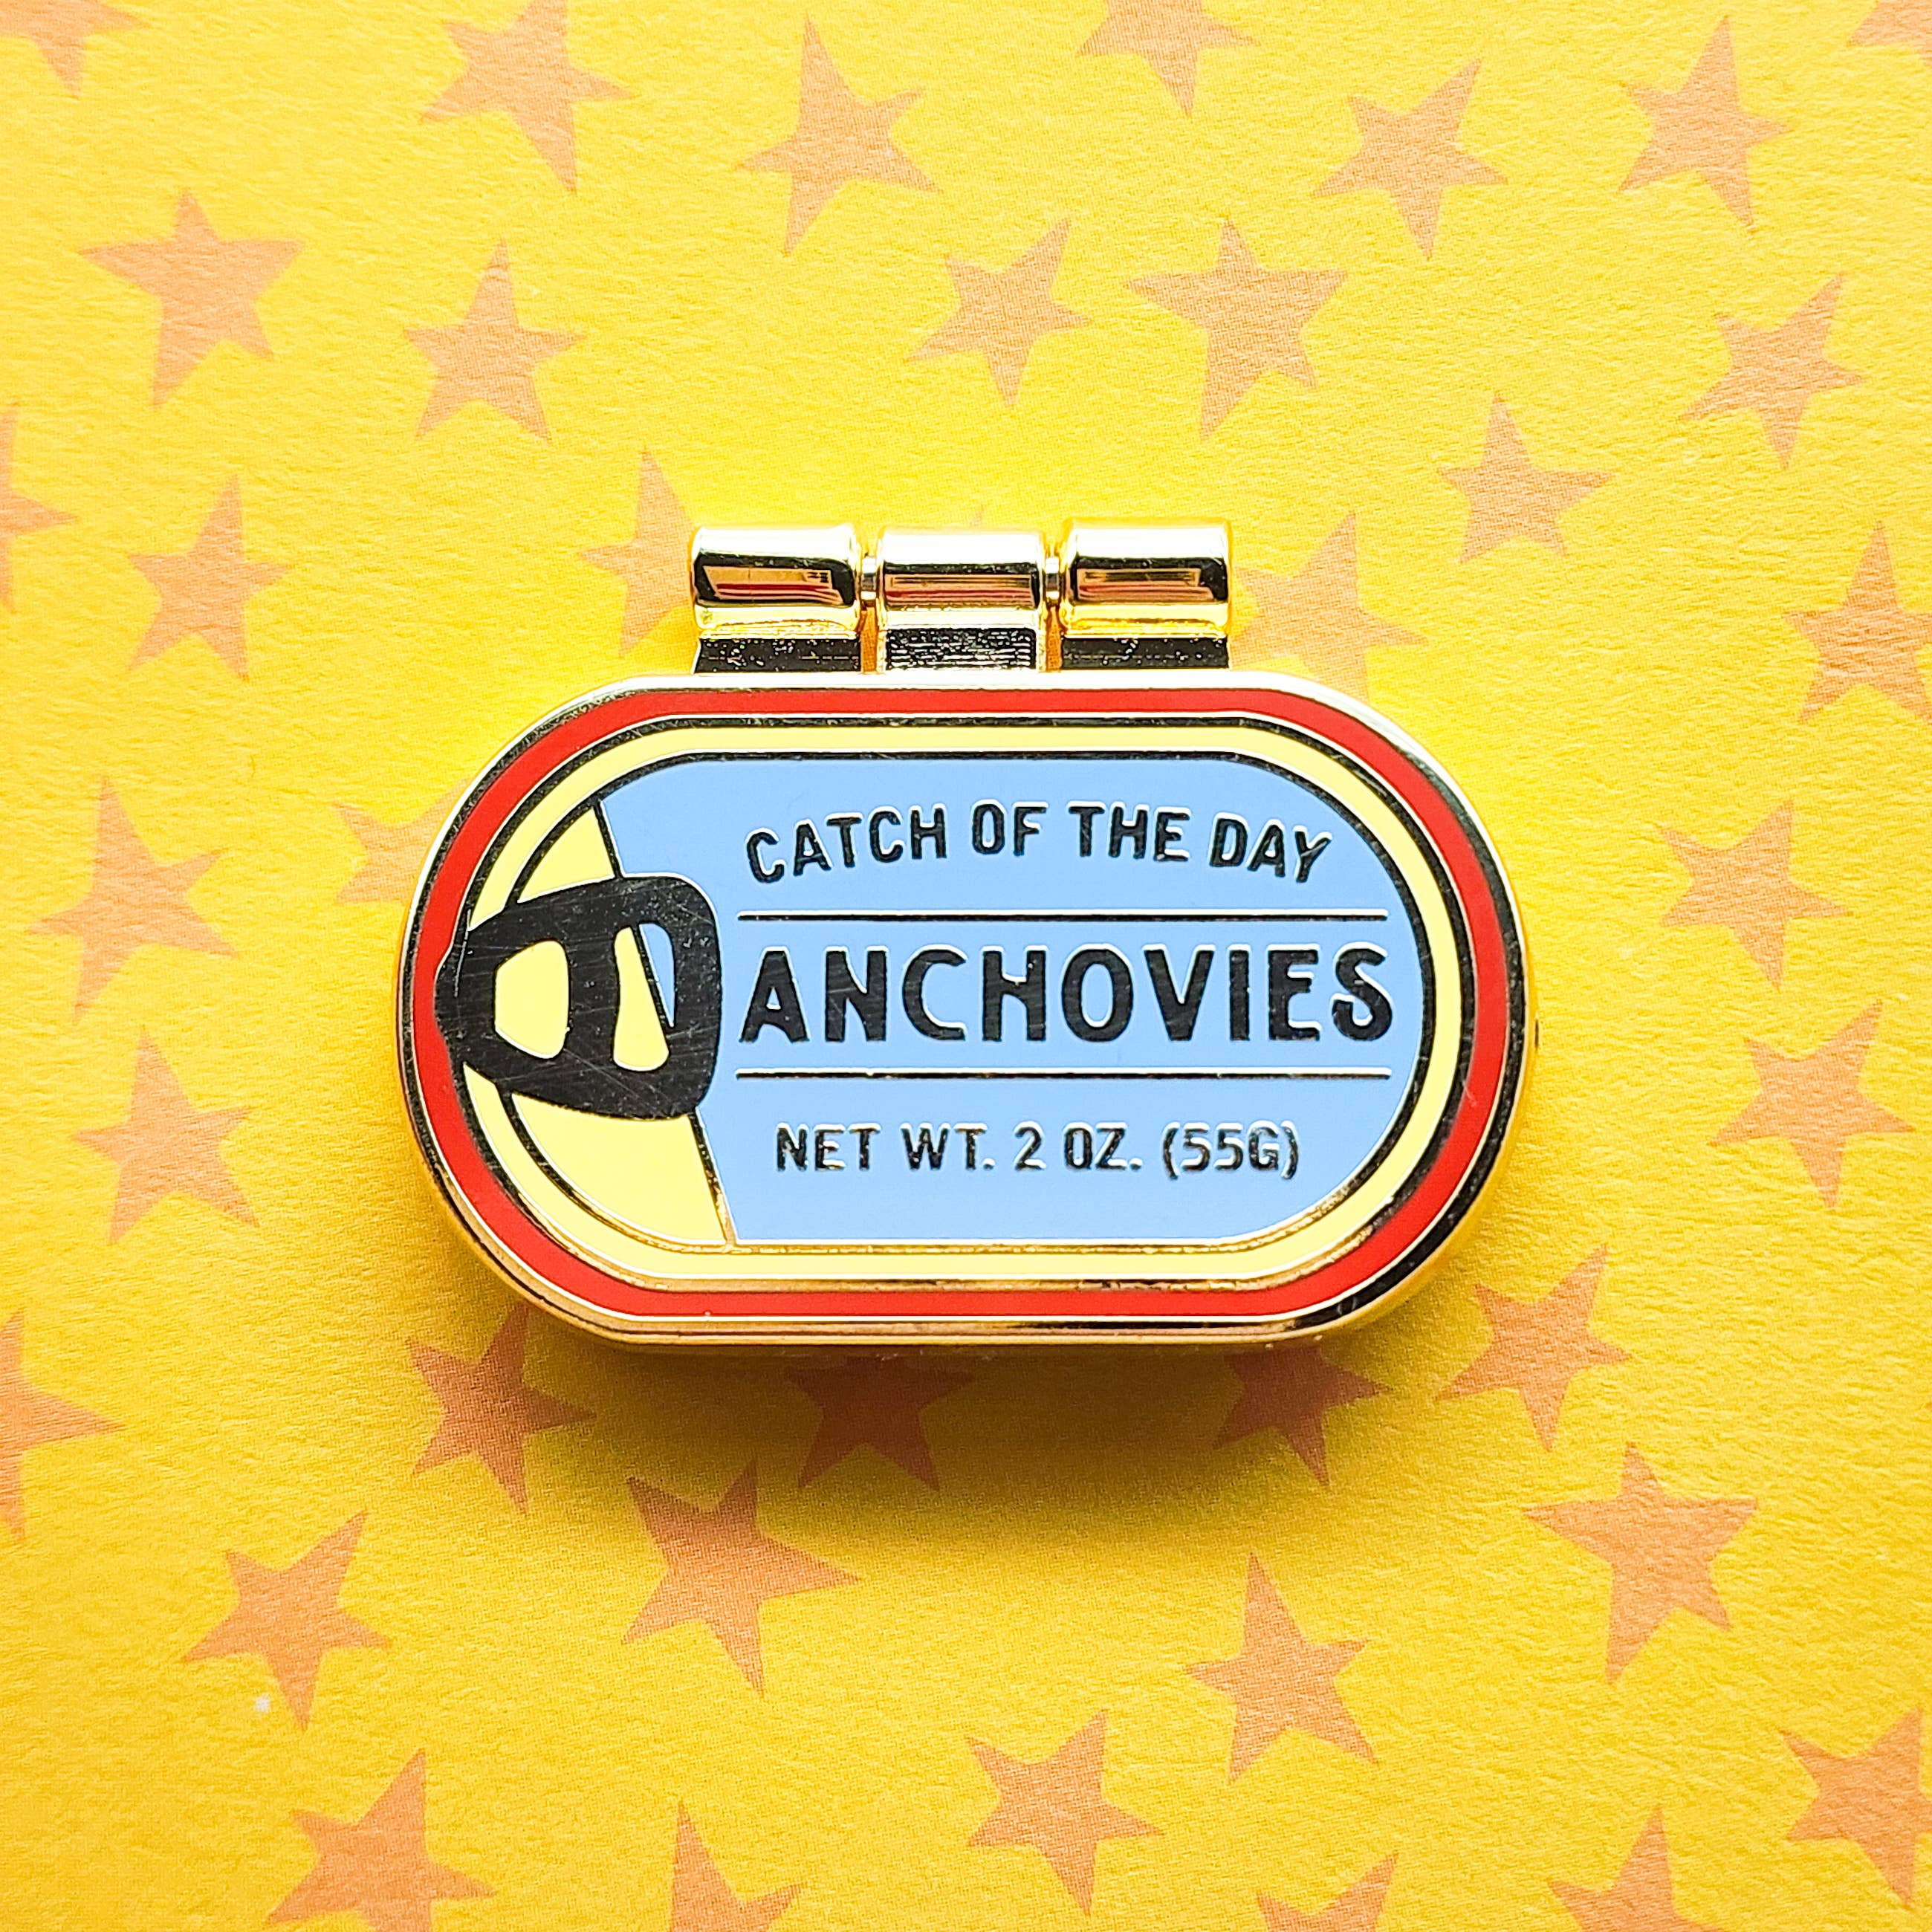 CATCH OF THE DAY
ANCHOVIES
NET WT. 2 OZ. (55G)